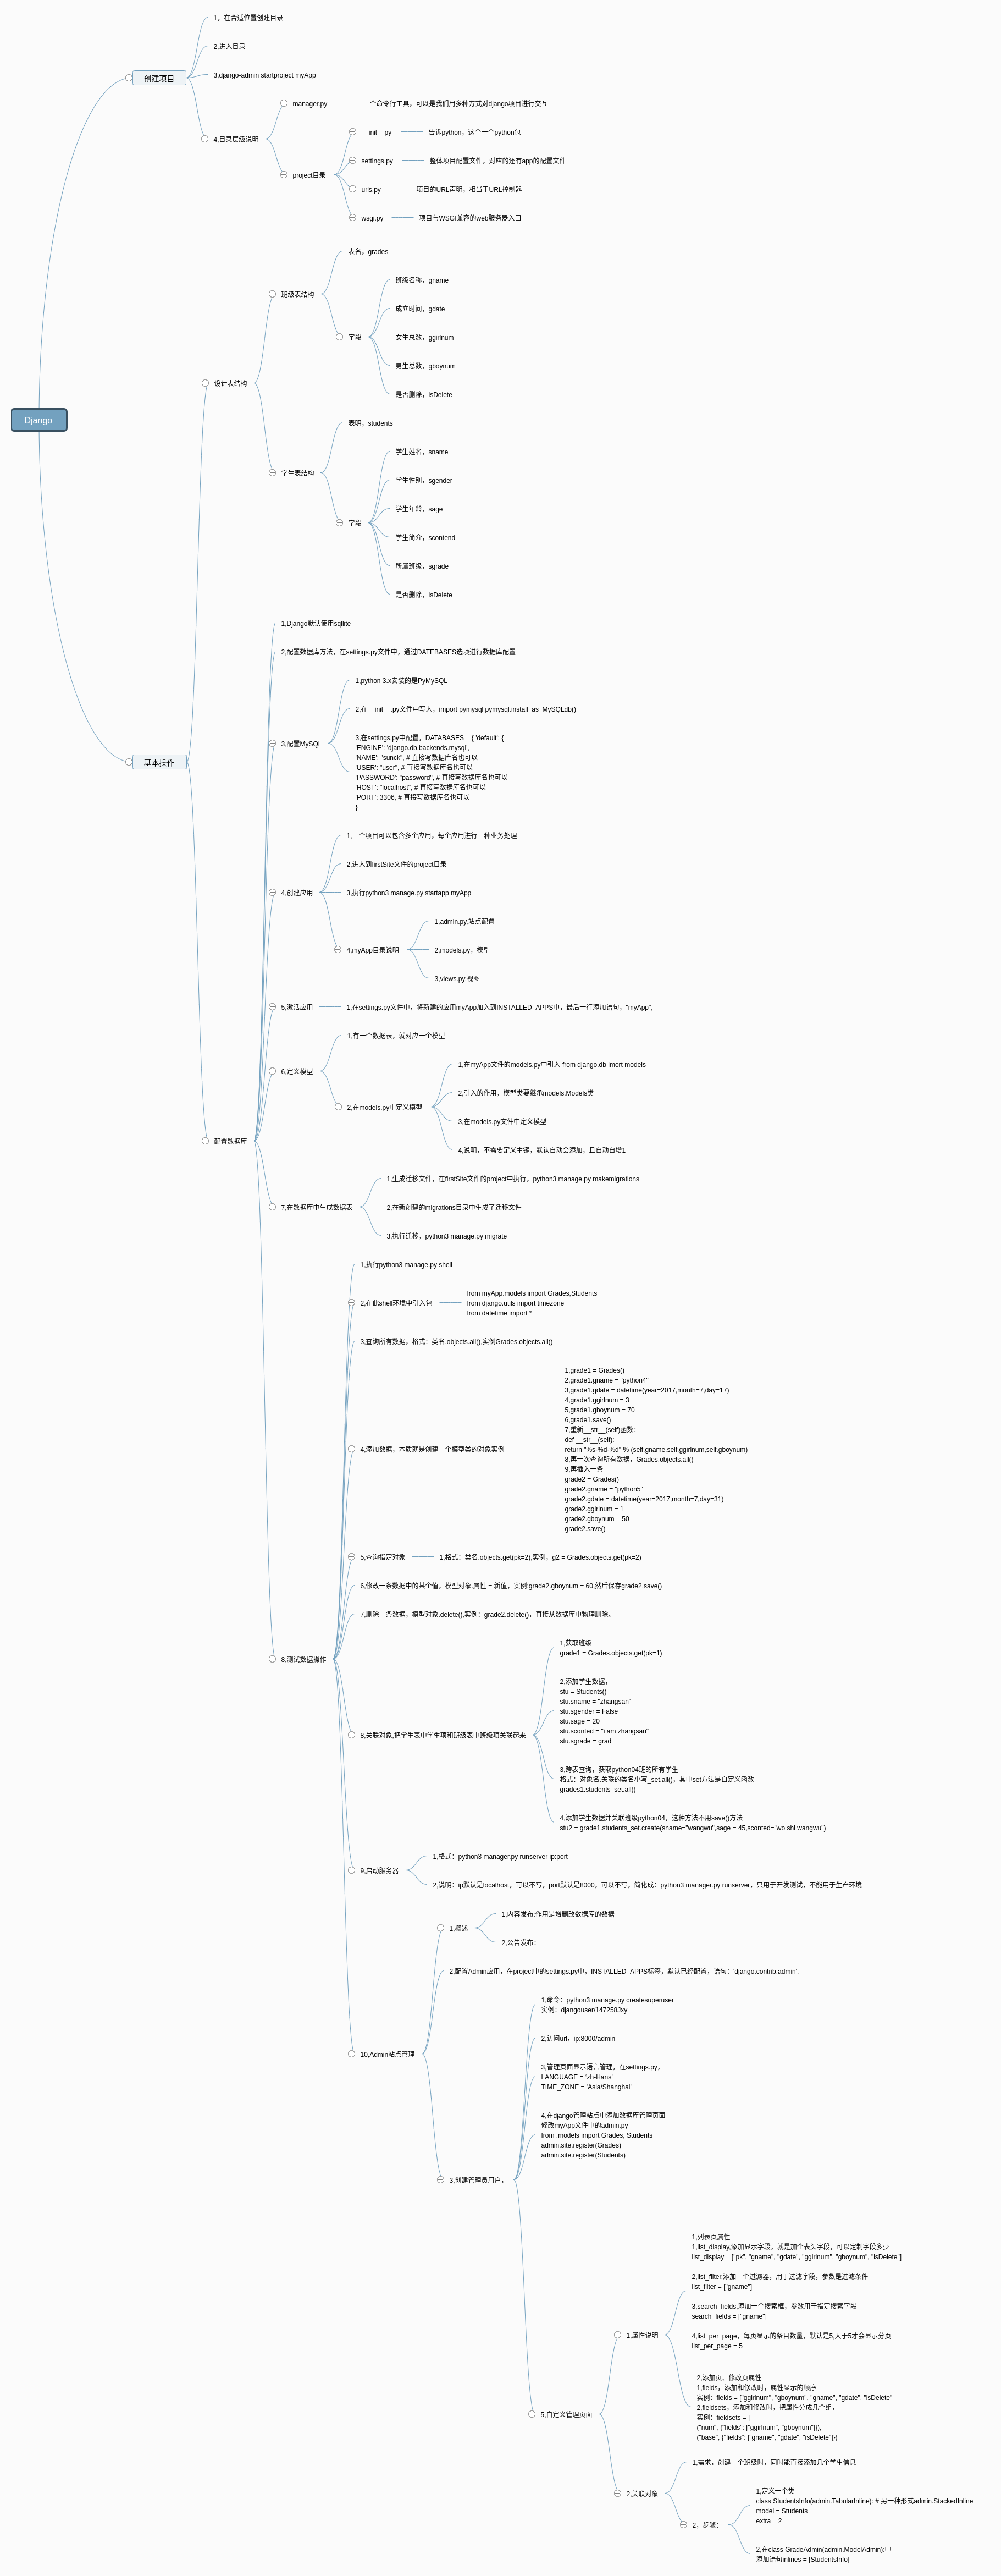 Django
创建项目
1，在合适位置创建目录
2,进入目录
3,django-admin startproject myApp
4,目录层级说明
manager.py
一个命令行工具，可以是我们用多种方式对django项目进行交互
project目录
__init__py
告诉python，这个一个python包
settings.py
整体项目配置文件，对应的还有app的配置文件
urls.py
项目的URL声明，相当于URL控制器
wsgi.py
项目与WSGI兼容的web服务器入口
基本操作
设计表结构
班级表结构
表名，grades
字段
班级名称，gname
成立时间，gdate
女生总数，ggirlnum
男生总数，gboynum
是否删除，isDelete
学生表结构
表明，students
字段
学生姓名，sname
学生性别，sgender
学生年龄，sage
学生简介，scontend
所属班级，sgrade
是否删除，isDelete
配置数据库
1,Django默认使用sqllite
2,配置数据库方法，在settings.py文件中，通过DATEBASES选项进行数据库配置
3,配置MySQL
1,python 3.x安装的是PyMySQL
2,在__init__.py文件中写入，import pymysql pymysql.install_as_MySQLdb()
3,在settings.py中配置，DATABASES = { 'default': {
'ENGINE': 'django.db.backends.mysql',
'NAME': "sunck", # 直接写数据库名也可以
'USER': "user", # 直接写数据库名也可以
'PASSWORD': "password", # 直接写数据库名也可以
'HOST': "localhost", # 直接写数据库名也可以
'PORT': 3306, # 直接写数据库名也可以
}
4,创建应用
1,一个项目可以包含多个应用，每个应用进行一种业务处理
2,进入到firstSite文件的project目录
3,执行python3 manage.py startapp myApp
4,myApp目录说明
1,admin.py,站点配置
2,models.py，模型
3,views.py,视图
5,激活应用
1,在settings.py文件中，将新建的应用myApp加入到INSTALLED_APPS中，最后一行添加语句，"myApp",
6,定义模型
1,有一个数据表，就对应一个模型
2,在models.py中定义模型
1,在myApp文件的models.py中引入 from django.db imort models
2,引入的作用，模型类要继承models.Models类
3,在models.py文件中定义模型
4,说明，不需要定义主键，默认自动会添加，且自动自增1
7,在数据库中生成数据表
1,生成迁移文件，在firstSite文件的project中执行，python3 manage.py makemigrations
2,在新创建的migrations目录中生成了迁移文件
3,执行迁移，python3 manage.py migrate
8,测试数据操作
1,执行python3 manage.py shell
2,在此shell环境中引入包
from myApp.models import Grades,Students
from django.utils import timezone
from datetime import *
3,查询所有数据，格式：类名.objects.all(),实例Grades.objects.all()
4,添加数据，本质就是创建一个模型类的对象实例
1,grade1 = Grades()
2,grade1.gname = "python4"
3,grade1.gdate = datetime(year=2017,month=7,day=17)
4,grade1.ggirlnum = 3
5,grade1.gboynum = 70
6,grade1.save()
7,重新__str__(self)函数：
def __str__(self):
return "%s-%d-%d" % (self.gname,self.ggirlnum,self.gboynum)
8,再一次查询所有数据，Grades.objects.all()
9,再插入一条
grade2 = Grades()
grade2.gname = "python5"
grade2.gdate = datetime(year=2017,month=7,day=31)
grade2.ggirlnum = 1
grade2.gboynum = 50
grade2.save()
5,查询指定对象
1,格式：类名.objects.get(pk=2),实例，g2 = Grades.objects.get(pk=2)
6,修改一条数据中的某个值，模型对象.属性 = 新值，实例:grade2.gboynum = 60,然后保存grade2.save()
7,删除一条数据，模型对象.delete(),实例：grade2.delete()，直接从数据库中物理删除。
8,关联对象,把学生表中学生项和班级表中班级项关联起来
1,获取班级
grade1 = Grades.objects.get(pk=1)
2,添加学生数据，
stu = Students()
stu.sname = "zhangsan"
stu.sgender = False
stu.sage = 20
stu.sconted = "i am zhangsan"
stu.sgrade = grad
3,跨表查询，获取python04班的所有学生
格式：对象名.关联的类名小写_set.all()，其中set方法是自定义函数
grades1.students_set.all()
4,添加学生数据并关联班级python04，这种方法不用save()方法
stu2 = grade1.students_set.create(sname="wangwu",sage = 45,sconted="wo shi wangwu")
9,启动服务器
1,格式：python3 manager.py runserver ip:port
2,说明：ip默认是localhost，可以不写，port默认是8000，可以不写，简化成：python3 manager.py runserver，只用于开发测试，不能用于生产环境
10,Admin站点管理
1,概述
1,内容发布:作用是增删改数据库的数据
2,公告发布：
2,配置Admin应用，在project中的settings.py中，INSTALLED_APPS标签，默认已经配置，语句：'django.contrib.admin',
3,创建管理员用户，
1,命令：python3 manage.py createsuperuser
实例：djangouser/147258Jxy
2,访问url，ip:8000/admin
3,管理页面显示语言管理，在settings.py，
LANGUAGE = 'zh-Hans'
TIME_ZONE = 'Asia/Shanghai'
4,在django管理站点中添加数据库管理页面
修改myApp文件中的admin.py
from .models import Grades, Students
admin.site.register(Grades)
admin.site.register(Students)
5,自定义管理页面
1,属性说明
1,列表页属性
1,list_display,添加显示字段，就是加个表头字段，可以定制字段多少
list_display = ["pk", "gname", "gdate", "ggirlnum", "gboynum", "isDelete"]
2,list_filter,添加一个过滤器，用于过滤字段，参数是过滤条件
list_filter = ["gname"]
3,search_fields,添加一个搜索框，参数用于指定搜索字段
search_fields = ["gname"]
4,list_per_page，每页显示的条目数量，默认是5,大于5才会显示分页
list_per_page = 5
2,添加页、修改页属性
1,fields，添加和修改时，属性显示的顺序
实例：fields = ["ggirlnum", "gboynum", "gname", "gdate", "isDelete"
2,fieldsets，添加和修改时，把属性分成几个组，
实例：fieldsets = [
("num", {"fields": ["ggirlnum", "gboynum"]}),
("base", {"fields": ["gname", "gdate", "isDelete"]})
2,关联对象
1,需求，创建一个班级时，同时能直接添加几个学生信息
2，步骤：
1,定义一个类
class StudentsInfo(admin.TabularInline): # 另一种形式admin.StackedInline
model = Students
extra = 2
2,在class GradeAdmin(admin.ModelAdmin):中
添加语句inlines = [StudentsInfo]